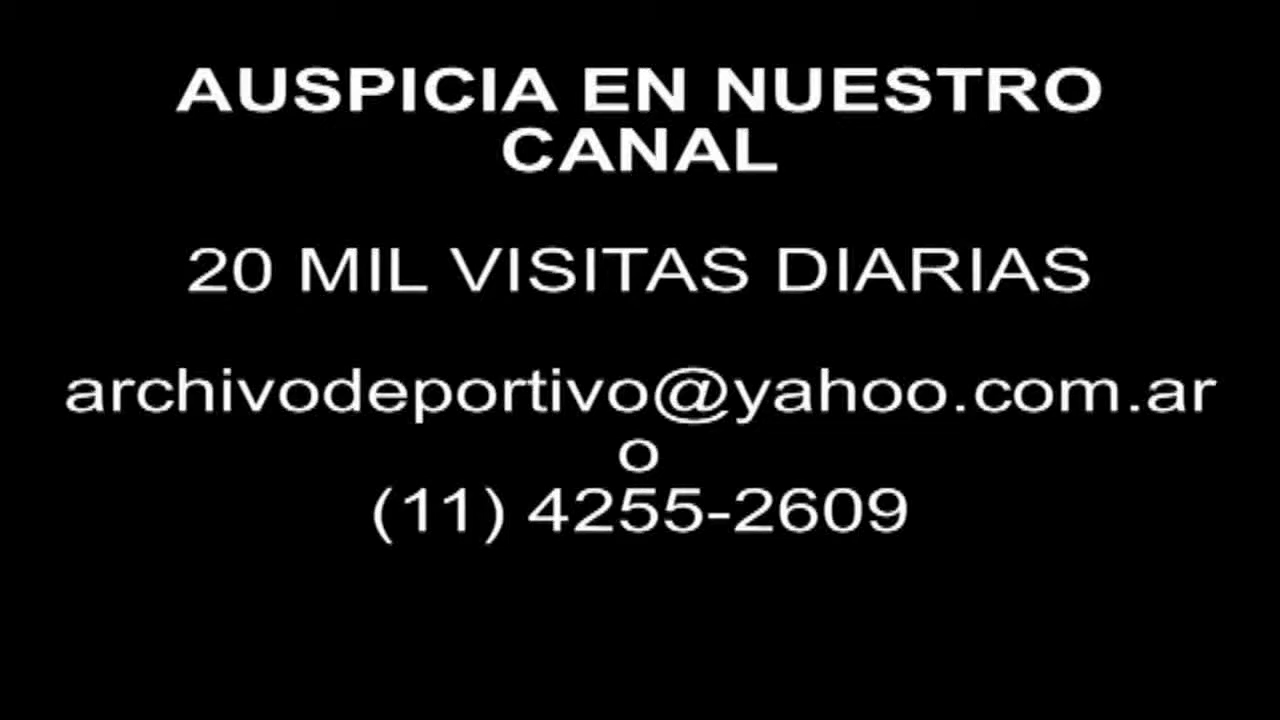 AUSPICIA EN NUESTRO
CANAL
20 MIL VISITAS DIARIAS
archivodeportivo@yahoo.com.ar
o
(11) 4255-2609